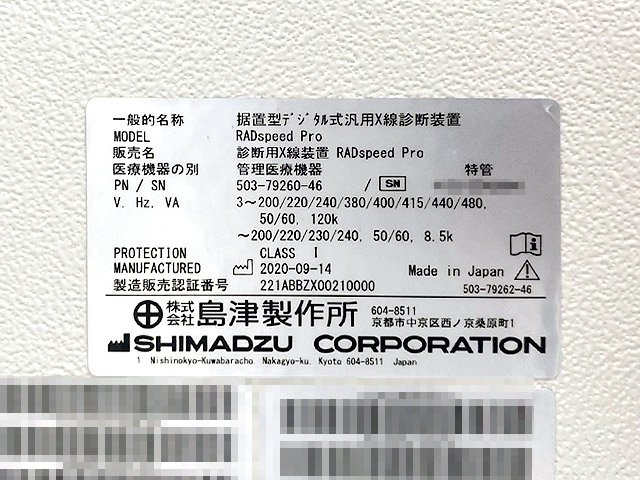 一般的名称 据置型ﾃﾞｼﾞﾀﾙ式汎用X線診断装置
MODEL RADspeed Pro
販売名 診断用X線装置 RADspeed Pro
医療機器の別 管理医療機器 特管
PN / SN 503-79260-46 / SN
V, Hz, VA 3～200/220/240/380/400/415/440/480,
50/60, 120k
～200/220/230/240, 50/60, 8.5k
PROTECTION CLASS I
MANUFACTURED 2020-09-14 Made in Japan
製造販売認証番号 221ABBZX00210000 503-79262-46
株式会社 島津製作所 604-8511
京都市中京区西ノ京桑原町1
SHIMADZU CORPORATION
1 Nishinokyo-Kuwabaracho Nakagyo-ku, Kyoto 604-8511 Japan